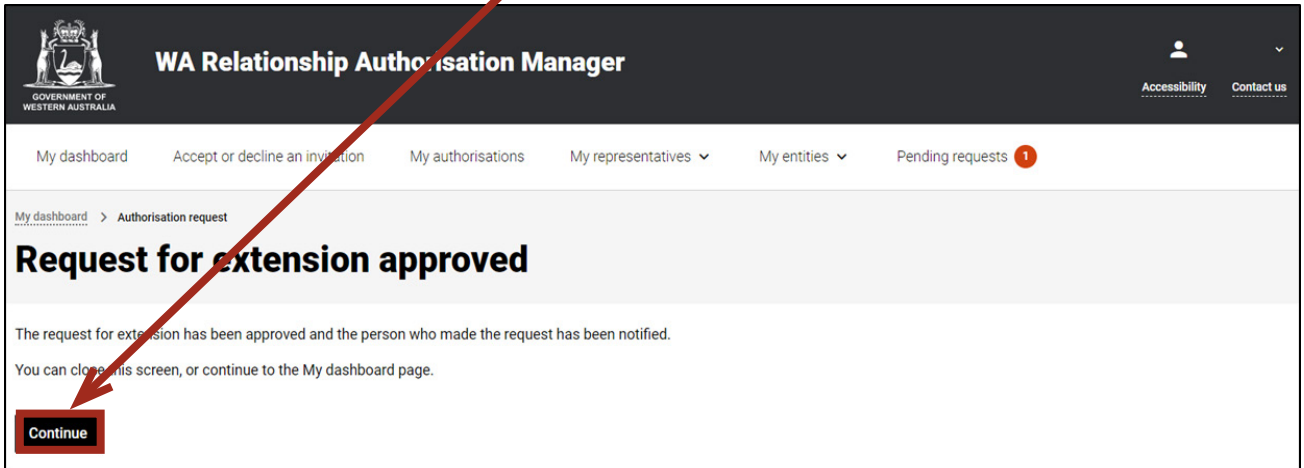 GOVERNMENT OF
WESTERN AUSTRALIA
WA Relationship Authorisation Manager
Accessibility Contact us
My dashboard Accept or decline an invitation My authorisations My representatives My entities Pending requests 1
My dashboard > Authorisation request
Request for extension approved
The request for extension has been approved and the person who made the request has been notified.
You can close this screen, or continue to the My dashboard page.
Continue